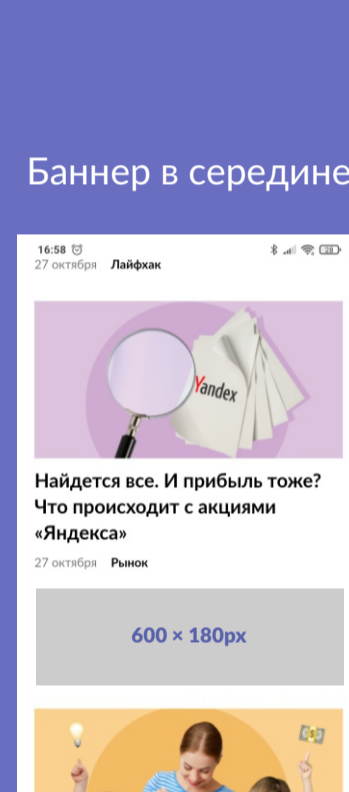 Баннер в середине
16:58
28
27 октября Лайфхак
Yandex
Найдется все. И прибыль тоже?
Что происходит с акциями
«Яндекса»
27 октября Рынок
600 × 180px